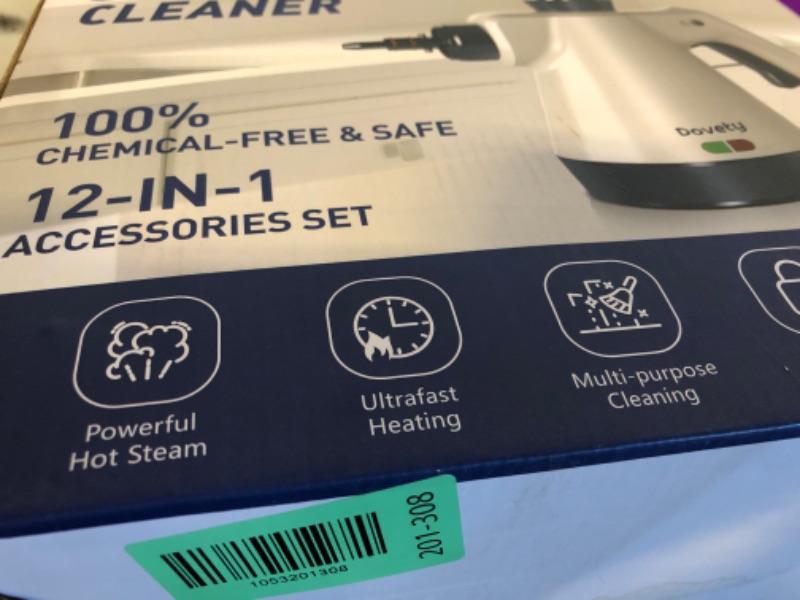 CLEANER
100%
CHEMICAL-FREE & SAFE
12-IN-1
ACCESSORIES SET
Dovety
Powerful
Hot Steam
Ultrafast
Heating
Multi-purpose
Cleaning
201-308
1053201308